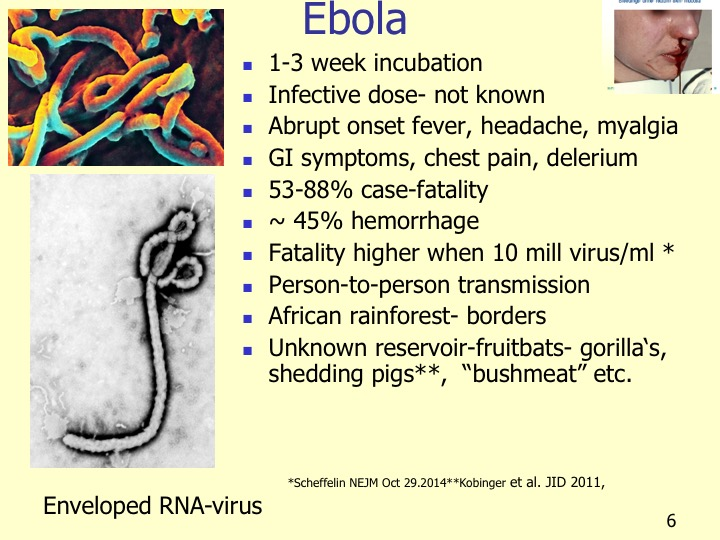 Ebola
1-3 week incubation
Infective dose- not known
Abrupt onset fever, headache, myalgia
GI symptoms, chest pain, delerium
53-88% case-fatality
~ 45% hemorrhage
Fatality higher when 10 mill virus/ml *
Person-to-person transmission
African rainforest- borders
Unknown reservoir-fruitbats- gorilla‘s,
shedding pigs**, “bushmeat” etc.
*Scheffelin NEJM Oct 29.2014**Kobinger et al. JID 2011,
Enveloped RNA-virus
6